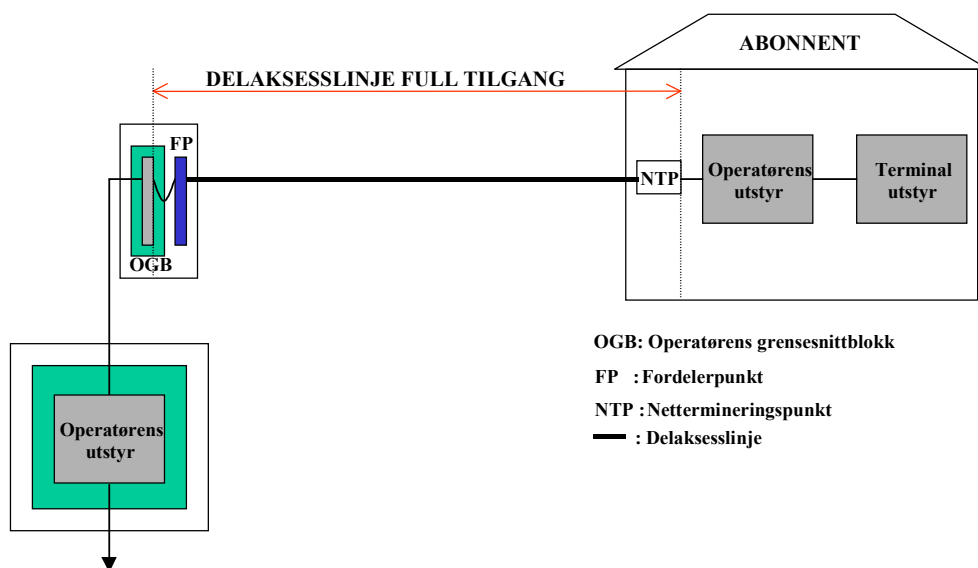 ABONNENT
DELAKSESSLINJE FULL TILGANG
FP
OGB
NTP
Operatørens
utstyr
Terminal
utstyr
OGB: Operatørens grensesnittblokk
FP : Fordelerpunkt
NTP : Nettermineringspunkt
: Delaksesslinje
Operatørens
utstyr